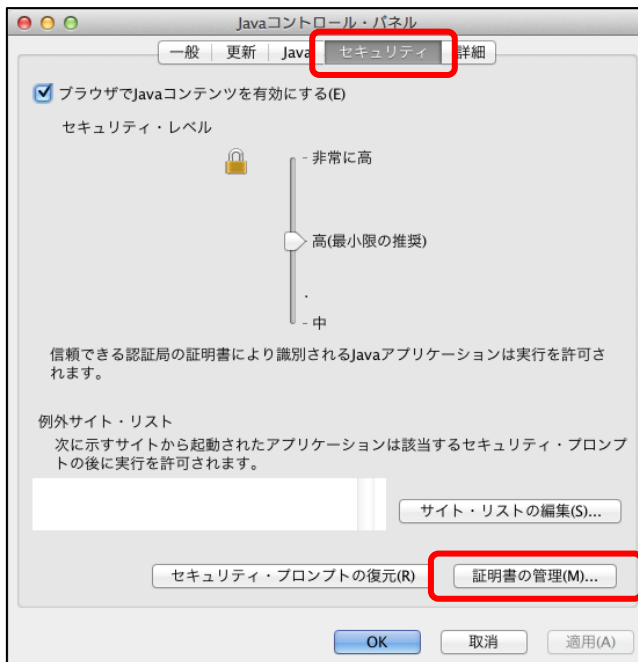 Javaコントロール・パネル
一般 更新 Java セキュリティ 詳細
ブラウザでJavaコンテンツを有効にする(E)
セキュリティ・レベル
- 非常に高
高(最小限の推奨)
- 中
信頼できる認証局の証明書により識別されるJavaアプリケーションは実行を許可さ
れます。
例外サイト・リスト
次に示すサイトから起動されたアプリケーションは該当するセキュリティ・プロンプ
トの後に実行を許可されます。
サイト・リストの編集(S)...
セキュリティ・プロンプトの復元(R) 証明書の管理(M)...
OK 取消 適用(A)